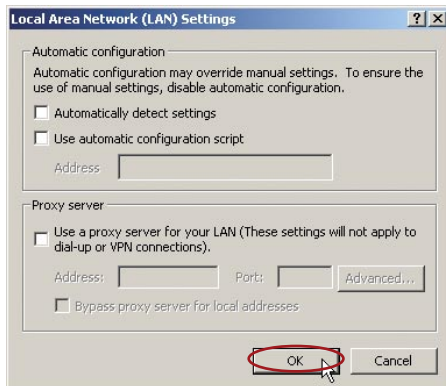 Local Area Network (LAN) Settings
Automatic configuration
Automatic configuration may override manual settings. To ensure the
use of manual settings, disable automatic configuration.
Automatically detect settings
Use automatic configuration script
Address
Proxy server
Use a proxy server for your LAN (These settings will not apply to
dial-up or VPN connections).
Address:
Port:
Advanced...
Bypass proxy server for local addresses
OK
Cancel